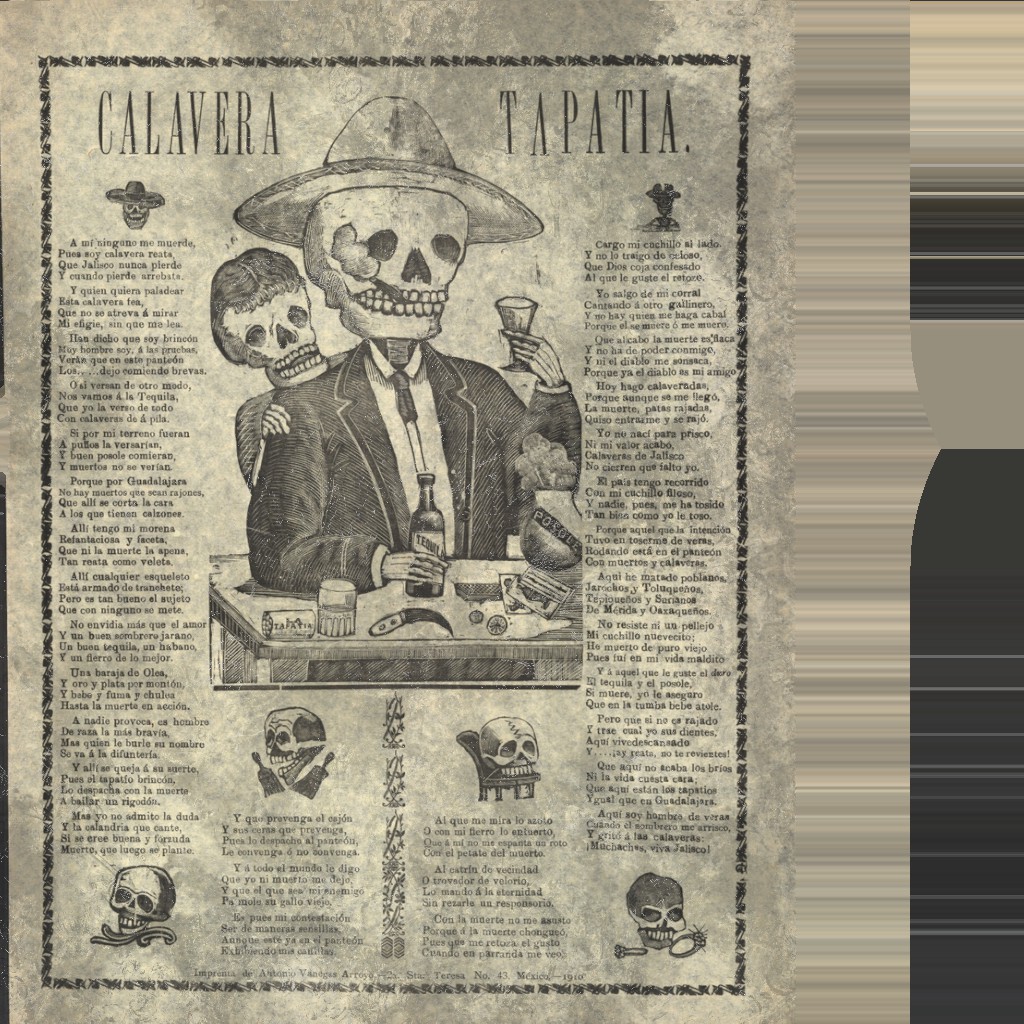 CALAVERA TAPATIA.
A mi ninguno me muerde,
Pues soy calavera reata,
Que Jalisco nunca pierde
Y cuando pierde arrebata.
Y quien quiera paladear
Esta calavera fea,
Que no se atreva á mirar
Mi efigie, sin que me lea.
Han dicho que soy brincón
Muy hombre soy, á las pruebas,
Verán que en este panteón
Los.....dejo comiendo brevas.
O si versan de otro modo,
Nos vamos á la Tequila,
Que yo la verso de todo
Con calaveras de á pila.
Si por mi terreno fueran
A puños la versarían,
Y buen posole comieran,
Y muertos no se verían.
Porque por Guadalajara
No hay muertos que sean rajones,
Que allí se corta la cara
A los que tienen calzones.
Allí tengo mi morena
Refantaciosa y faceta,
Que ni la muerte la apena,
Tan reata como veleta.
Allí cualquier esqueleto
Está armado de tranchete;
Pero es tan bueno el sujeto
Que con ninguno se mete.
No envidia más que el amor
Y un buen sombrero jarano,
Un buen tequila, un habano,
Y un fierro de lo mejor.
Una baraja de Olea,
Y oro y plata por montón,
Y bebe y fuma y chulea
Hasta la muerte en acción.
A nadie provoca, es hombre
De raza la más bravía,
Mas quien le burle su nombre
Se va á la difuntería.
Y allí se queja á su suerte,
Pues el tapatío brincón,
Lo despacha con la muerte
A bailar un rigodón.
Mas yo no admito la duda
Y la calandria que cante,
Si se cree buena y forzuda
Muerte, que luego se plante.
TEQUILA
POSOLE
TAPATIA
Y que prevenga el cajón
Y sus ceras que prevenga,
Pues lo despacho al panteón,
Le convenga ó no convenga.
Y á todo el mundo le digo
Que yo ni muerto me dejo,
Y que el que sea mi enemigo
Pa mole su gallo viejo.
Es pues mi contestación
Ser de maneras sencillas,
Aunque esté ya en el panteón
Exhibiendo mis canillas.
Al que me mira lo azoto
O con mi fierro lo entuerto,
Que á mi no me espanta un roto
Con el petate del muerto.
Al catrín de vecindad
O trovador de velorio,
Lo mando á la eternidad
Sin rezarle un responsorio.
Con la muerte no me asusto
Porque á la muerte chongueo,
Pues que me retoza el gusto
Cuando en parranda me veo.
Cargo mi cuchillo al lado.
Y no lo traigo de celoso,
Que Dios coja confesado
Al que le guste el retozo.
Yo salgo de mi corral
Cantando á otro gallinero,
Y no hay quien me haga cabal
Porque el se muere ó me muero.
Que al cabo la muerte es flaca
Y no ha de poder conmigo,
Y ni el diablo me sonsaca,
Porque ya el diablo es mi amigo
Hoy hago calaveradas,
Porque aunque se me llegó,
La muerte, patas rajadas,
Quiso entrarme y se rajó.
Yo no nací para prisco,
Ni mi valor acabo,
Calaveras de Jalisco
No cierren que falto yo.
El país tengo recorrido
Con mi cuchillo filoso,
Y nadie, pues, me ha tosido
Tan bien como yo le toso.
Porque aquel que la intención
Tuvo en toserme de veras,
Rodando está en el panteón
Con muertos y calaveras.
Aquí he matado poblanos,
Jarochos y Toluqueños,
Tepiqueños y Surianos
De Mérida y Oaxaqueños.
No resiste ni un pellejo
Mi cuchillo nuevecito;
He muerto de puro viejo
Pues fui en mi vida maldito
Y á aquel que le guste el duro
El tequila y el posole,
Si muere, yo le aseguro
Que en la tumba bebe atole.
Pero que si no es rajado
Y trae cual yo sus dientes,
Aquí vive descansado
Y....¡ay reata, no te revientes!
Que aquí no acaba los bríos
Ni la vida cuesta cara;
Que aquí están los tapatíos
Ygual que en Guadalajara.
Aquí soy hombre de veras
Cuando el sombrero me arrisco,
Y grito á las calaveras
¡Muchachas, viva Jalisco!
Imprenta de Antonio Vanegas Arroyo,—2a. Sta. Teresa No. 43. México.—1910